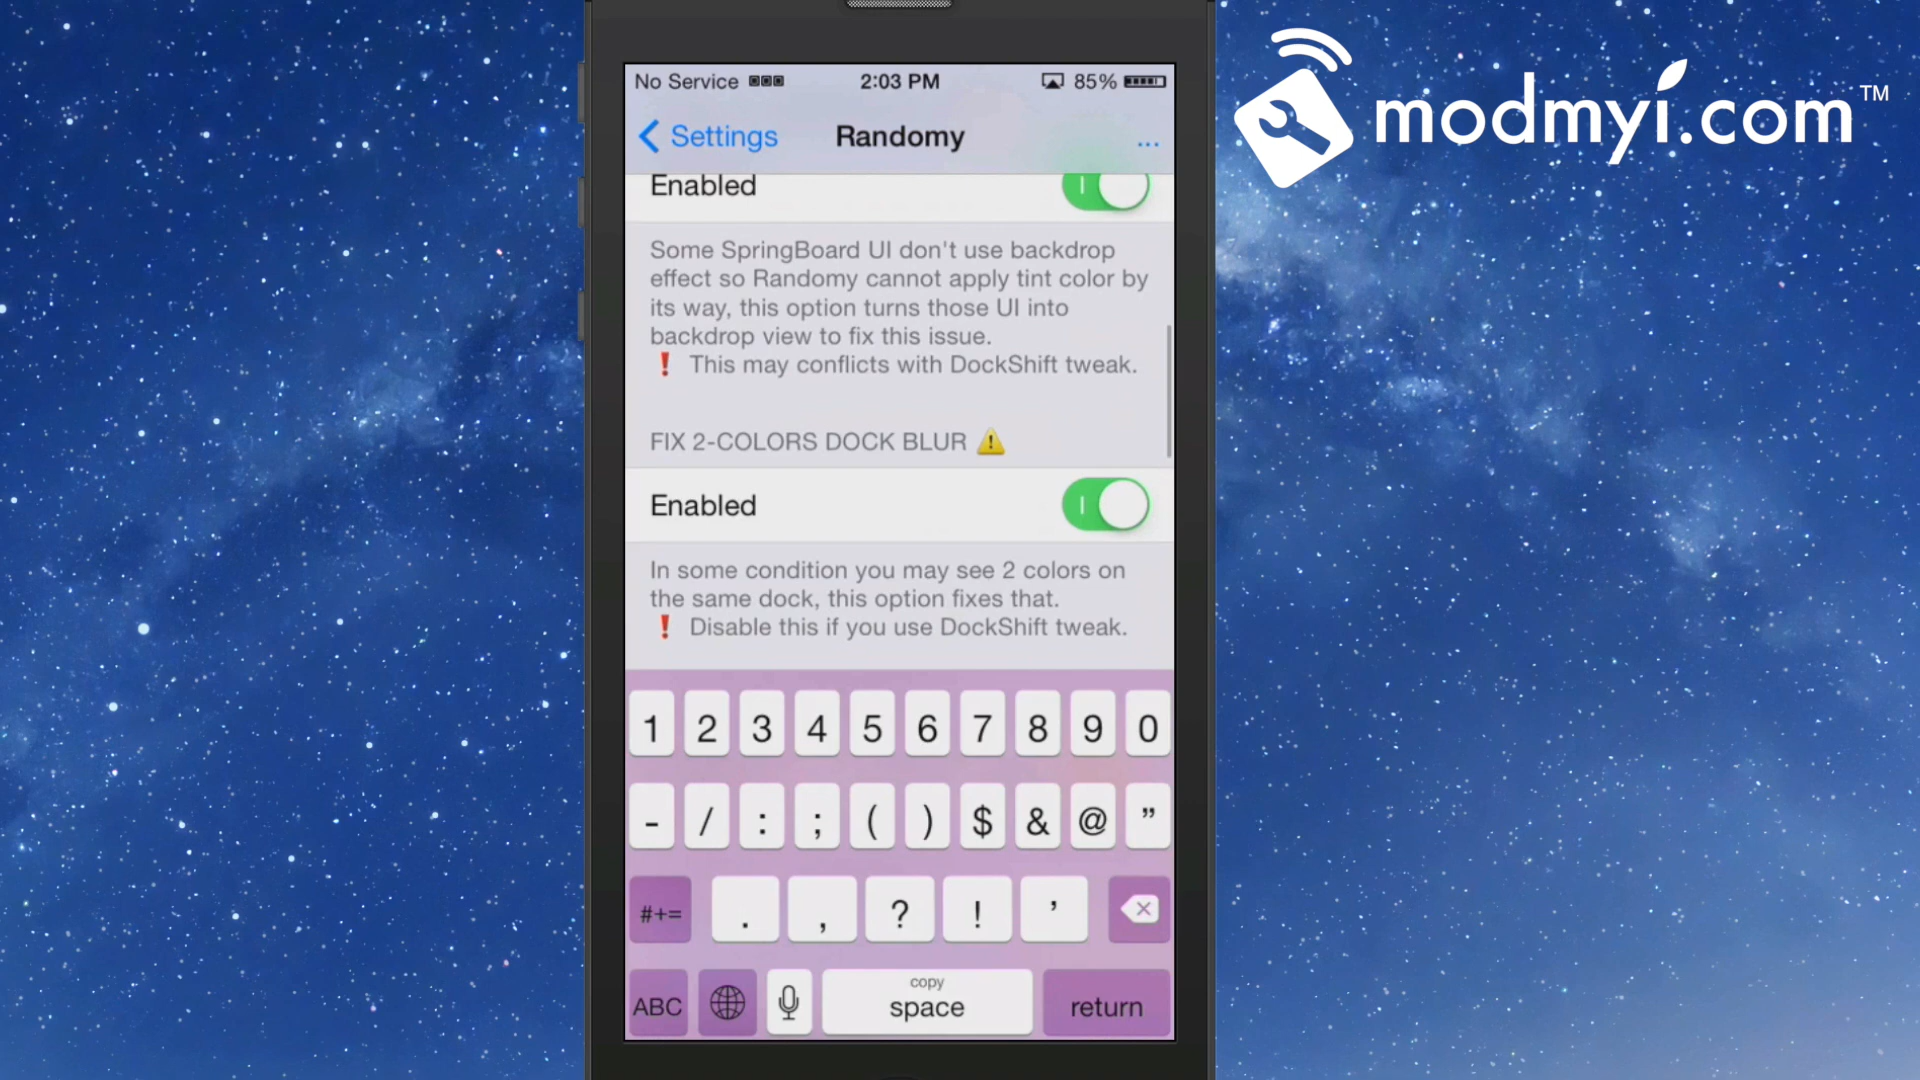 No Service 2:03 PM 85%
Settings Randomy ...
Enabled
Some SpringBoard UI don't use backdrop
effect so Randomy cannot apply tint color by
its way, this option turns those UI into
backdrop view to fix this issue.
❗ This may conflicts with DockShift tweak.
FIX 2-COLORS DOCK BLUR ⚠️
Enabled
In some condition you may see 2 colors on
the same dock, this option fixes that.
❗ Disable this if you use DockShift tweak.
1 2 3 4 5 6 7 8 9 0
- / : ; ( ) $ & @ ”
#+= . , ? ! ’
ABC copy
space return
modmyi.com™